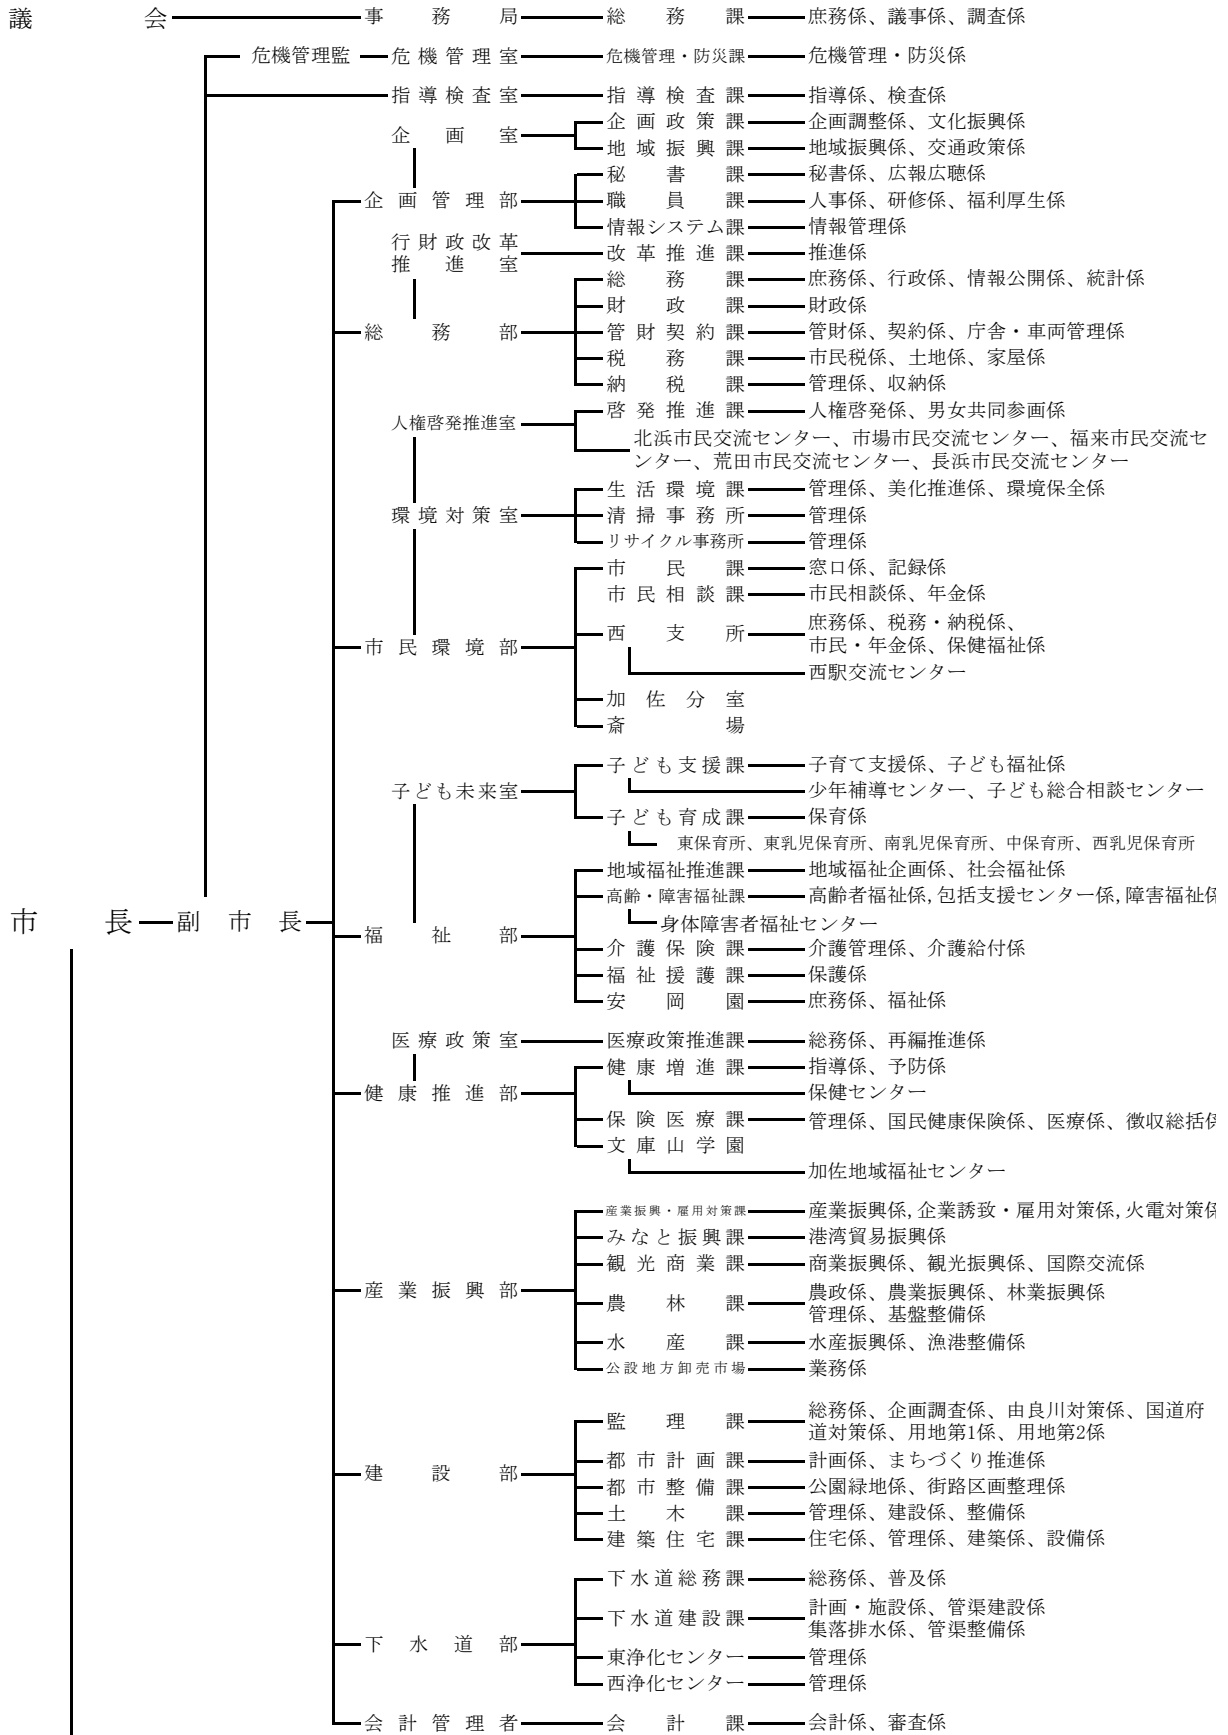 議会 事務局 総務課 庶務係、議事係、調査係
危機管理監 危機管理室 危機管理・防災課 危機管理・防災係
指導検査室 指導検査課 指導係、検査係
企画室 企画政策課 企画調整係、文化振興係
地域振興課 地域振興係、交通政策係
秘書課 秘書係、広報広聴係
企画管理部 職員課 人事係、研修係、福利厚生係
情報システム課 情報管理係
行財政改革
推進室
改革推進課 推進係
総務課 庶務係、行政係、情報公開係、統計係
財政課 財政係
総務部 管財契約課 管財係、契約係、庁舎・車両管理係
税務課 市民税係、土地係、家屋係
納税課 管理係、収納係
人権啓発推進室 啓発推進課 人権啓発係、男女共同参画係
北浜市民交流センター、市場市民交流センター、福来市民交流セ
ンター、荒田市民交流センター、長浜市民交流センター
生活環境課 管理係、美化推進係、環境保全係
環境対策室 清掃事務所 管理係
リサイクル事務所 管理係
市民課 窓口係、記録係
市民相談課 市民相談係、年金係
西支所 庶務係、税務・納税係、
市民・年金係、保健福祉係
市民環境部
西駅交流センター
加佐分室
斎場
子ども支援課 子育て支援係、子ども福祉係
子ども未来室 少年補導センター、子ども総合相談センター
子ども育成課 保育係
東保育所、東乳児保育所、南乳児保育所、中保育所、西乳児保育所
地域福祉推進課 地域福祉企画係、社会福祉係
高齢・障害福祉課 高齢者福祉係,包括支援センター係,障害福祉係
市長 副市長 身体障害者福祉センター
福祉部
介護保険課 介護管理係、介護給付係
福祉援護課 保護係
安岡園 庶務係、福祉係
医療政策室 医療政策推進課 総務係、再編推進係
健康増進課 指導係、予防係
健康推進部 保健センター
保険医療課 管理係、国民健康保険係、医療係、徴収総括係
文庫山学園
加佐地域福祉センター
産業振興・雇用対策課 産業振興係,企業誘致・雇用対策係,火電対策係
みなと振興課 港湾貿易振興係
観光商業課 商業振興係、観光振興係、国際交流係
産業振興部
農林課 農政係、農業振興係、林業振興係
管理係、基盤整備係
水産課 水産振興係、漁港整備係
公設地方卸売市場 業務係
監理課 総務係、企画調査係、由良川対策係、国道府
道対策係、用地第1係、用地第2係
都市計画課 計画係、まちづくり推進係
建設部
都市整備課 公園緑地係、街路区画整理係
土木課 管理係、建設係、整備係
建築住宅課 住宅係、管理係、建築係、設備係
下水道総務課 総務係、普及係
下水道建設課 計画・施設係、管渠建設係
集落排水係、管渠整備係
下水道部
東浄化センター 管理係
西浄化センター 管理係
会計管理者 会計課 会計係、審査係